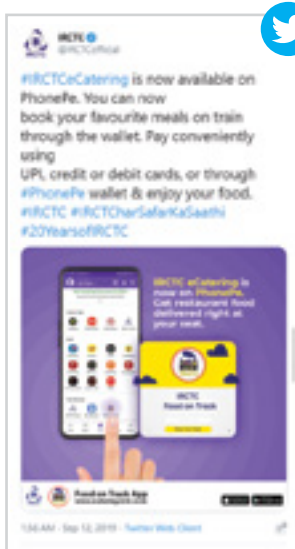 IRCTC
@IRCTCofficial
#IRCTCeCatering is now available on
PhonePe. You can now
book your favourite meals on train
through the wallet. Pay conveniently
using
UPI, credit or debit cards, or through
#PhonePe wallet & enjoy your food.
#IRCTC #IRCTCHarSafarKaSaathi
#20YearsofIRCTC
IRCTC eCatering is
now on PhonePe.
Get restaurant food
delivered right at
your seat.
IRCTC
Food on Track
Food on Track App
1:56 AM · Sep 12, 2019 · Twitter Web Client